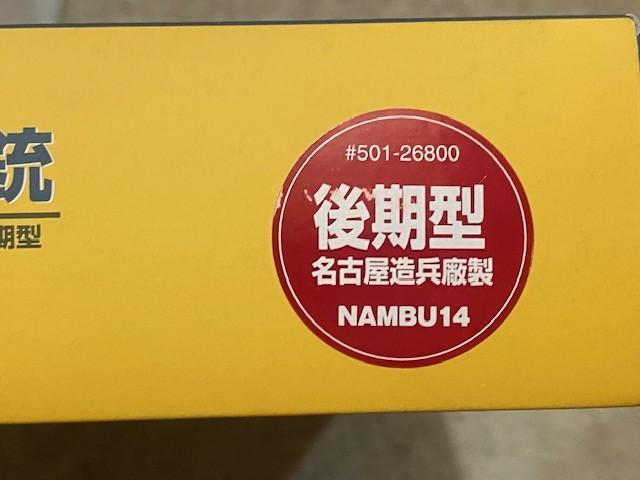 銃
期型
#501-26800
後期型
名古屋造兵廠製
NAMBU14